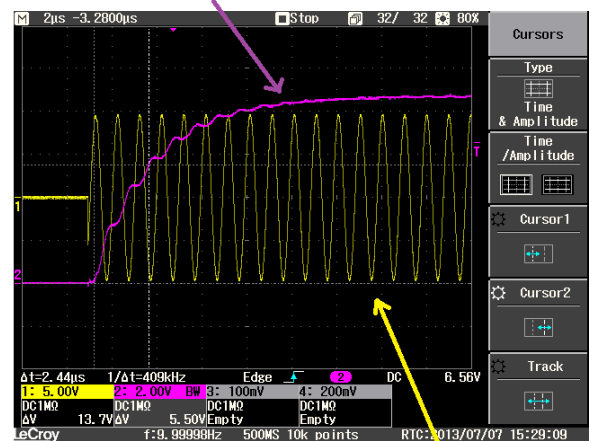 M 2µs -3.2800µs Stop 32/ 32 80%
Cursors
Type
Time
& Amplitude
Time
/Amplitude
Cursor1
Cursor2
Track
T
1
2
Δt=2.44µs 1/Δt=409kHz Edge 2 DC 6.56V
1: 5.00V 2: 2.00V BW 3: 100mV 4: 200mV
DC1MΩ DC1MΩ DC1MΩ DC1MΩ
ΔV 13.7V ΔV 5.50V Empty Empty
LeCroy f:9.99998Hz 500MS 10k points RTC:2013/07/07 15:29:09